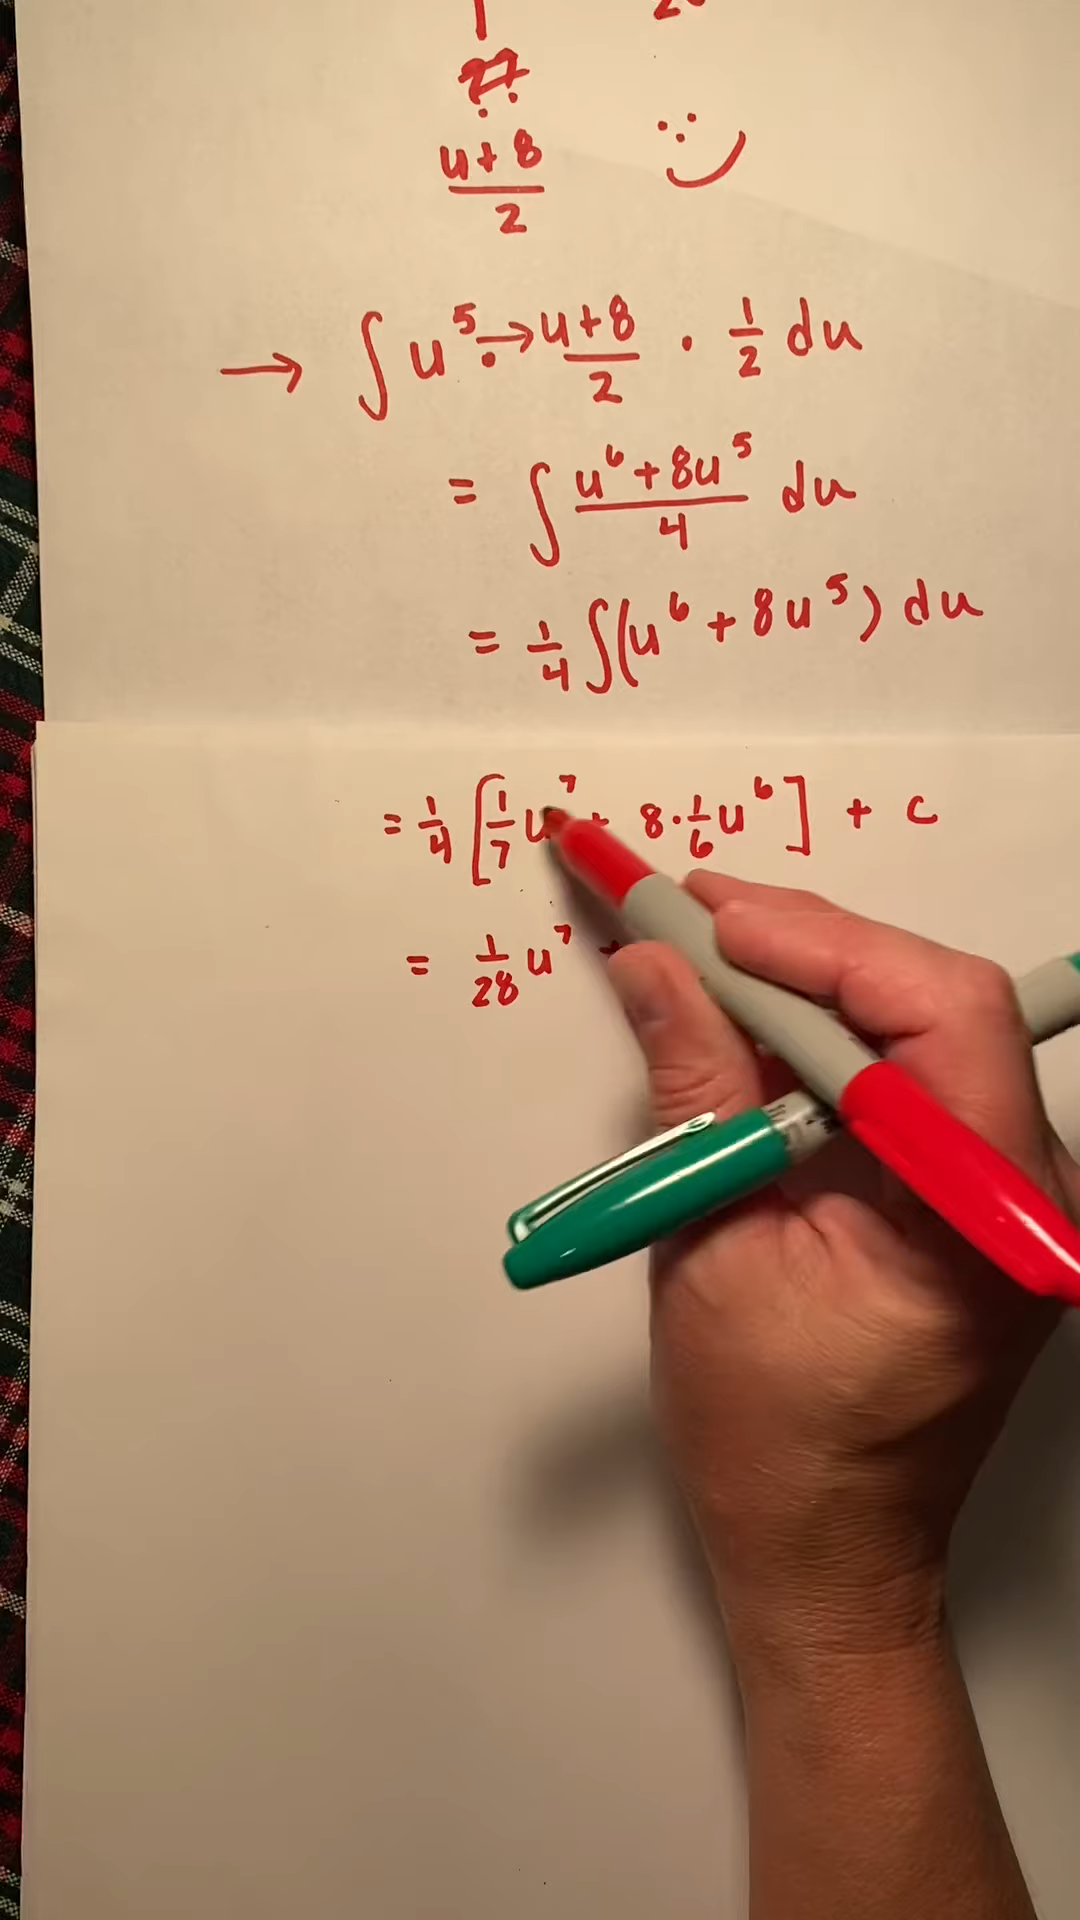 ??
u+8
2
→ ∫ u⁵ · → u+8/2 · 1/2 du
= ∫ u⁶+8u⁵/4 du
= 1/4 ∫(u⁶ + 8u⁵) du
= 1/4 [1/7 u⁷ + 8·1/6 u⁶] + c
= 1/28 u⁷ +